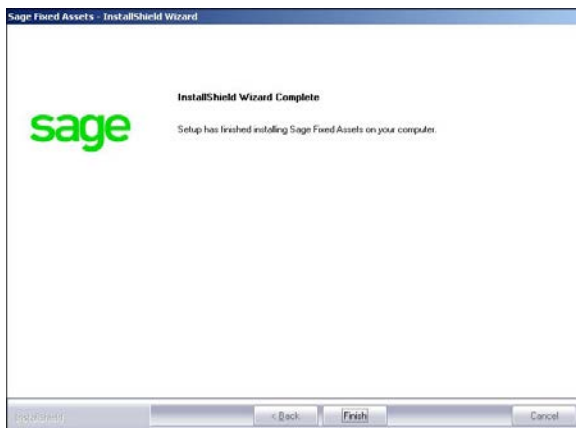 Sage Fixed Assets - InstallShield Wizard
InstallShield Wizard Complete
sage
Setup has finished installing Sage Fixed Assets on your computer.
InstallShield
< Back
Finish
Cancel